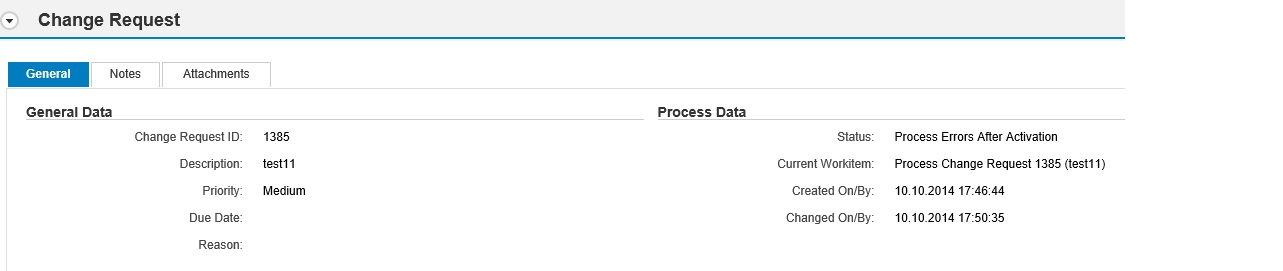 Change Request
General Notes Attachments
General Data
Change Request ID: 1385
Description: test11
Priority: Medium
Due Date:
Reason:
Process Data
Status: Process Errors After Activation
Current Workitem: Process Change Request 1385 (test11)
Created On/By: 10.10.2014 17:46:44
Changed On/By: 10.10.2014 17:50:35